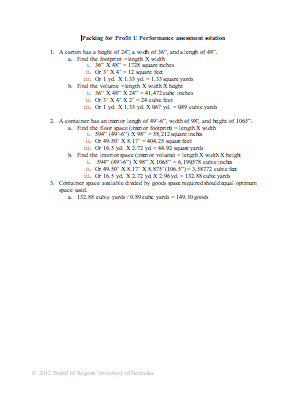 Packing for Profit U Performance assessment solution
1. A carton has a height of 24", a width of 36", and a length of 48".
a. Find the footprint = length X width
i. 36" X 48" = 1728 square inches
ii. Or 3' X 4' = 12 square feet
iii. Or 1 yd. X 1.33 yd. = 1.33 square yards
b. Find the volume = length X width X height
i. 36" X 48" X 24" = 41,472 cubic inches
ii. Or 3' X 4' X 2' = 24 cubic feet
iii. Or 1 yd. X 1.33 yd. X 067 yd. = 089 cubic yards
2. A container has an interior length of 49'-6", width of 98", and height of 1065".
a. Find the floor space (interior footprint) = length X width
i. 594" (49'-6") X 98" = 58,212 square inches
ii. Or 49.50' X 8.17' = 404.25 square feet
iii. Or 16.5 yd. X 2.72 yd = 44.92 square yards
b. Find the interior space (interior volume) = length X width X height
i. 594" (49'-6") X 98" X 1065" = 6,199578 cubic inches
ii. Or 49.50' X 8.17' X 8.875' (106.5") = 3,58772 cubic feet
iii. Or 16.5 yd. X 2.72 yd X 2.96 yd. = 132.88 cubic yards
3. Container space available divided by goods space required should equal optimum
space used.
a. 132.88 cubic yards / 0.89 cubic yards = 149.30 goods
© 2012 Board of Regents University of Nebraska